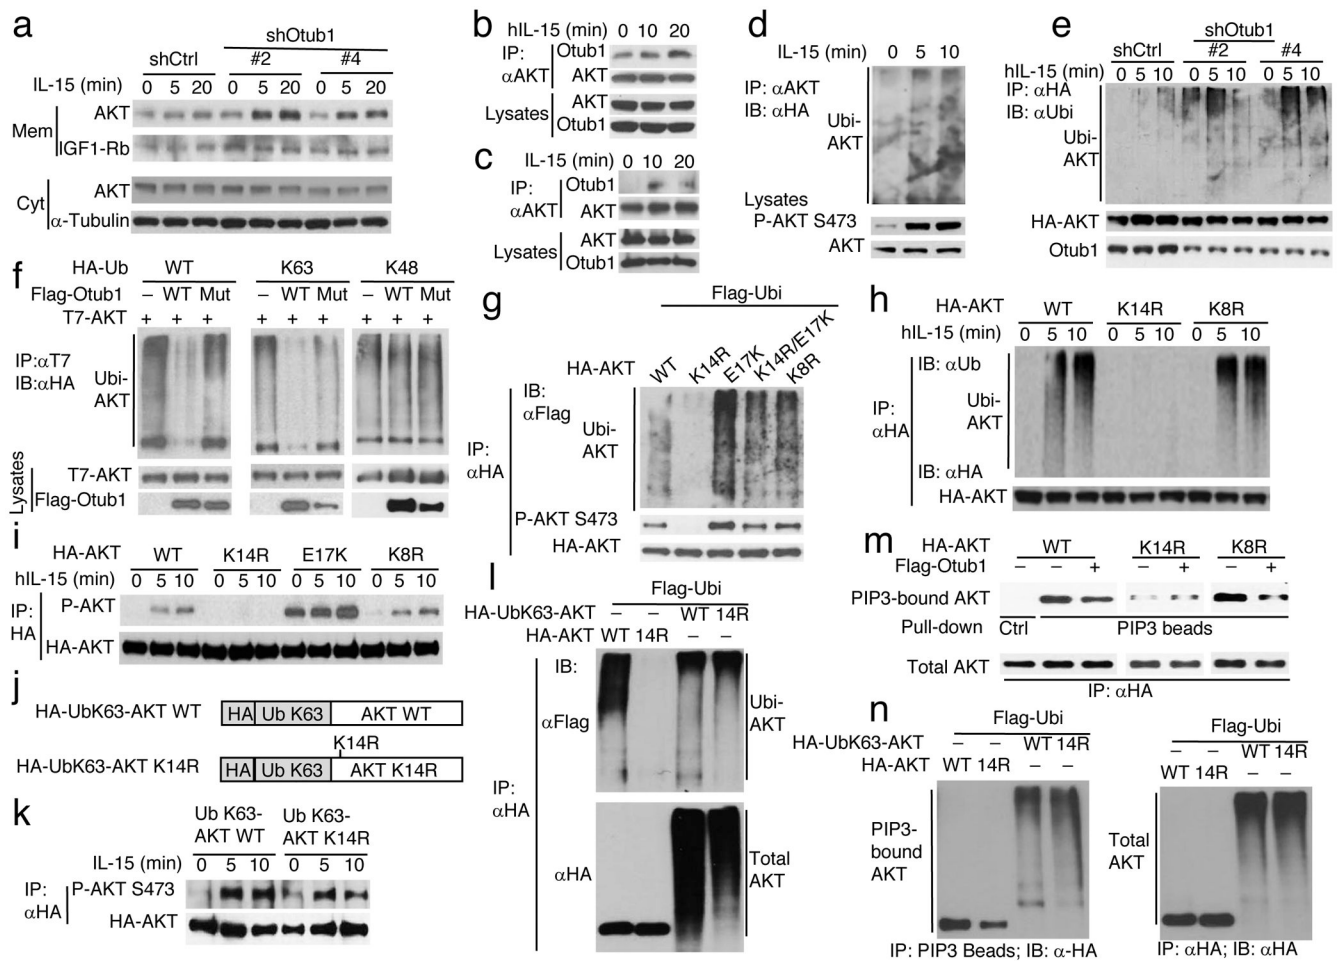 a
shOtub1
shCtrl #2 #4
IL-15 (min) 0 5 20 0 5 20 0 5 20
Mem
AKT
IGF1-Rb
Cyt
AKT
α-Tubulin
b
hIL-15 (min) 0 10 20
IP:
αAKT
Otub1
AKT
Lysates
AKT
Otub1
c
IL-15 (min)
0 10 20
IP:
αAKT
Otub1
AKT
Lysates
AKT
Otub1
d
IL-15 (min) 0 5 10
IP: αAKT
IB: αHA
Ubi-
AKT
Lysates
P-AKT S473
AKT
e
shOtub1
shCtrl #2 #4
hIL-15 (min) 0 5 10 0 5 10 0 5 10
IP: αHA
IB: αUbi
Ubi-
AKT
HA-AKT
Otub1
f
HA-Ub WT K63 K48
Flag-Otub1 – WT Mut – WT Mut – WT Mut
T7-AKT + + + + + + + + +
IP:αT7
IB:αHA
Ubi-
AKT
Lysates
T7-AKT
Flag-Otub1
g
Flag-Ubi
HA-AKT WT K14R E17K K14R/E17K K8R
IP:
αHA
IB:
αFlag
Ubi-
AKT
P-AKT S473
HA-AKT
h
HA-AKT WT K14R K8R
hIL-15 (min) 0 5 10 0 5 10 0 5 10
IP:
αHA
IB: αUb
Ubi-
AKT
IB: αHA
HA-AKT
i
HA-AKT WT K14R E17K K8R
hIL-15 (min) 0 5 10 0 5 10 0 5 10 0 5 10
IP:
HA
P-AKT
HA-AKT
j
HA-UbK63-AKT WT HA Ub K63 AKT WT
K14R
HA-UbK63-AKT K14R HA Ub K63 AKT K14R
k
Ub K63-
AKT WT
Ub K63-
AKT K14R
IL-15 (min) 0 5 10 0 5 10
IP:
αHA
P-AKT S473
HA-AKT
l
Flag-Ubi
HA-UbK63-AKT – – WT 14R
HA-AKT WT 14R – –
IP:
αHA
IB:
αFlag
Ubi-
AKT
αHA
Total
AKT
m
HA-AKT WT K14R K8R
Flag-Otub1 – – + – + – +
PIP3-bound AKT
Pull-down Ctrl PIP3 beads
Total AKT
IP: αHA
n
Flag-Ubi
HA-UbK63-AKT – – WT 14R
HA-AKT WT 14R – –
PIP3-
bound
AKT
IP: PIP3 Beads; IB: α-HA
Flag-Ubi
– – WT 14R
WT 14R – –
Total
AKT
IP: αHA; IB: αHA